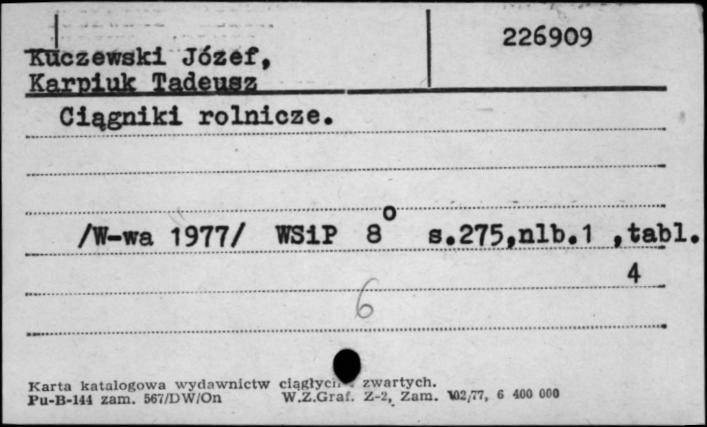 226909
Kuczewski Józef,
Karpiuk Tadeusz
Ciągniki rolnicze.
/W-wa 1977/ WSiP 8o s.275,nlb.1 ,tabl.
4
6
Karta katalogowa wydawnictw ciągłych zwartych.
Pu-B-144 zam. 567/DW/On W.Z.Graf. Z-2, Zam. 102/77, 6 400 000